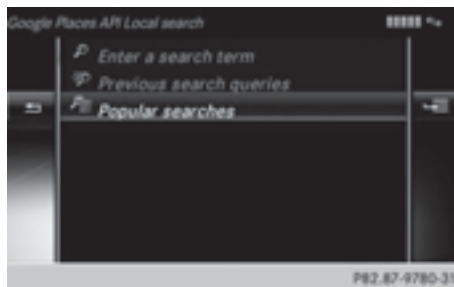 Google Places API Local search
Enter a search term
Previous search queries
Popular searches
P82.87-9780-31